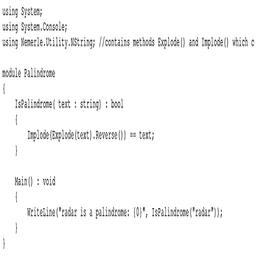 using System;
using System.Console;
using Nemerle.Utility.NString; //contains methods Explode() and Implode() which c
module Palindrome
{
IsPalindrome( text : string) : bool
{
Implode(Explode(text).Reverse()) == text;
}
Main() : void
{
WriteLine("radar is a palindrome: {0}", IsPalindrome("radar"));
}
}